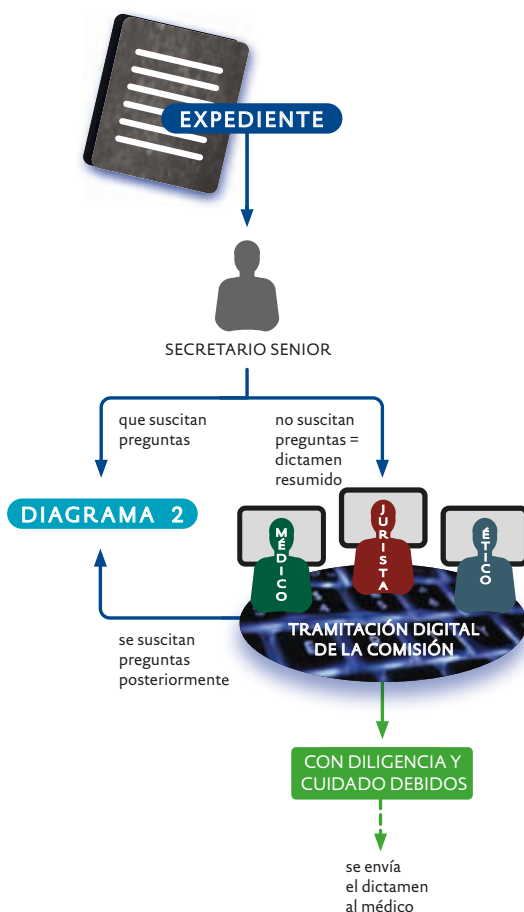 EXPEDIENTE
SECRETARIO SENIOR
que suscitan
preguntas
no suscitan
preguntas =
dictamen
resumido
DIAGRAMA 2
MÉDICO
JURISTA
ÉTICO
TRAMITACIÓN DIGITAL
DE LA COMISIÓN
se suscitan
preguntas
posteriormente
CON DILIGENCIA Y
CUIDADO DEBIDOS
se envía
el dictamen
al médico